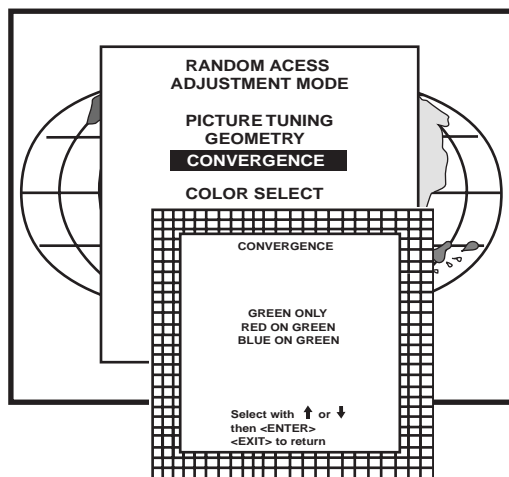 RANDOM ACESS
ADJUSTMENT MODE
PICTURE TUNING
GEOMETRY
CONVERGENCE
COLOR SELECT
CONVERGENCE
GREEN ONLY
RED ON GREEN
BLUE ON GREEN
Select with ↑ or ↓
then <ENTER>
<EXIT> to return